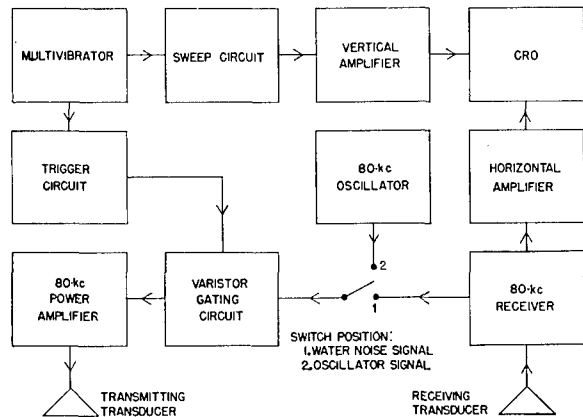 MULTIVIBRATOR
SWEEP CIRCUIT
VERTICAL
AMPLIFIER
CRO
TRIGGER
CIRCUIT
80-kc
OSCILLATOR
HORIZONTAL
AMPLIFIER
80-kc
POWER
AMPLIFIER
VARISTOR
GATING
CIRCUIT
2
1
80-kc
RECEIVER
SWITCH POSITION:
1. WATER NOISE SIGNAL
2. OSCILLATOR SIGNAL
TRANSMITTING
TRANSDUCER
RECEIVING
TRANSDUCER